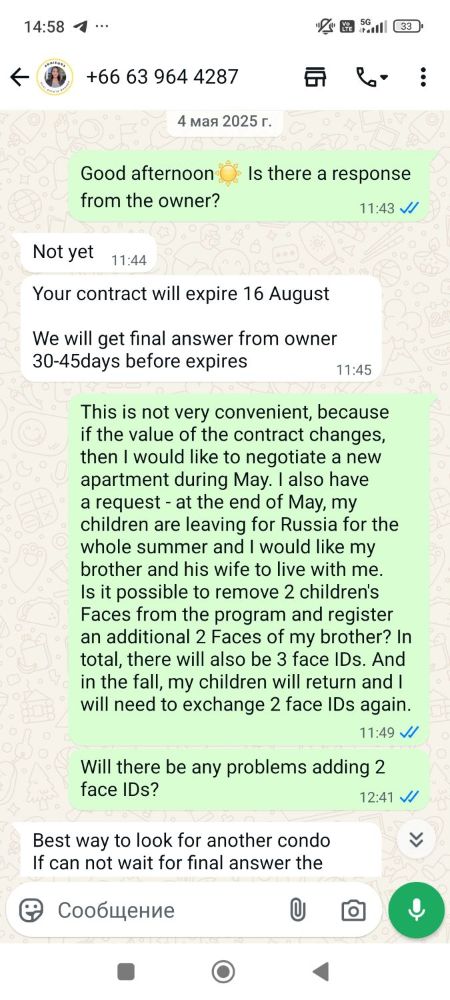 14:58
5G
33
+66 63 964 4287
4 мая 2025 г.
Good afternoon☀️ Is there a response
from the owner?
11:43
Not yet
11:44
Your contract will expire 16 August
We will get final answer from owner
30-45days before expires
11:45
This is not very convenient, because
if the value of the contract changes,
then I would like to negotiate a new
apartment during May. I also have
a request - at the end of May, my
children are leaving for Russia for the
whole summer and I would like my
brother and his wife to live with me.
Is it possible to remove 2 children's
Faces from the program and register
an additional 2 Faces of my brother? In
total, there will also be 3 face IDs. And
in the fall, my children will return and I
will need to exchange 2 face IDs again.
11:49
Will there be any problems adding 2
face IDs?
12:41
Best way to look for another condo
If can not wait for final answer the
Сообщение